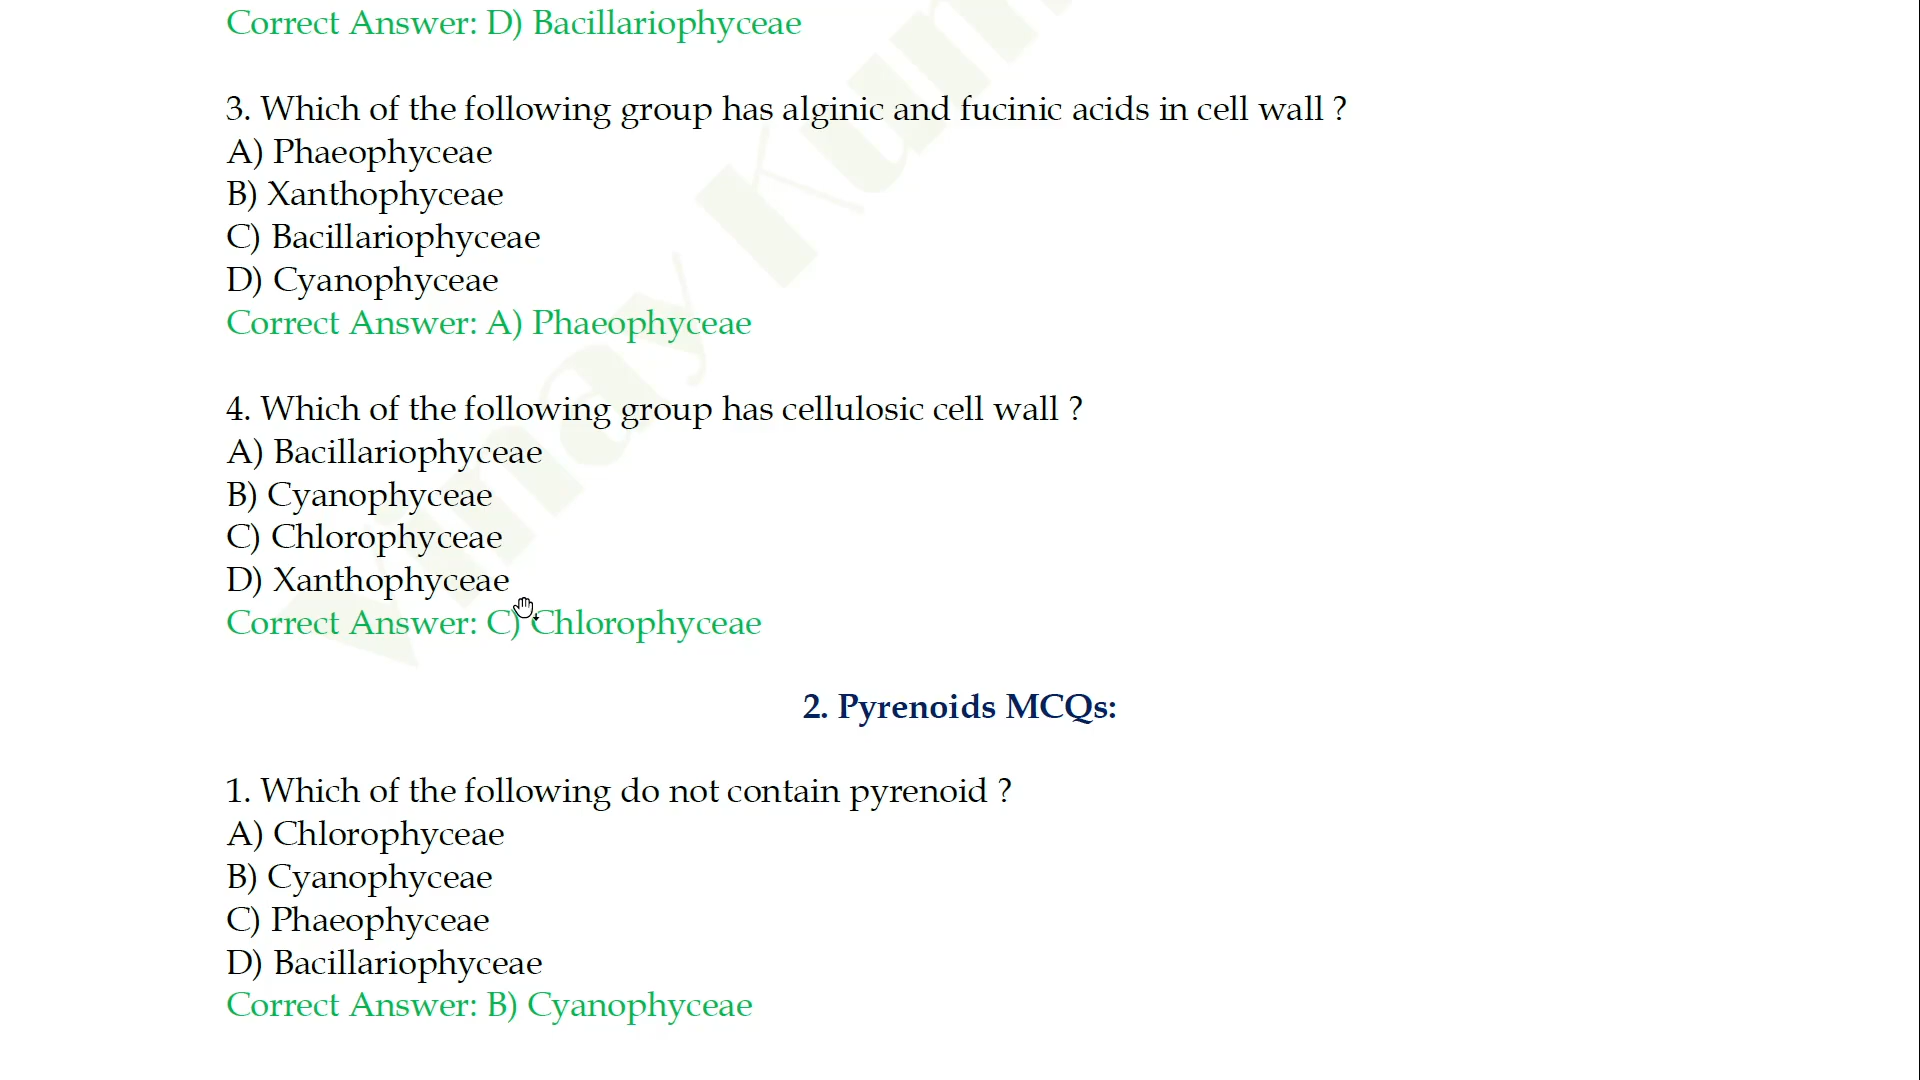 Correct Answer: D) Bacillariophyceae
3. Which of the following group has alginic and fucinic acids in cell wall ?
A) Phaeophyceae
B) Xanthophyceae
C) Bacillariophyceae
D) Cyanophyceae
Correct Answer: A) Phaeophyceae
4. Which of the following group has cellulosic cell wall ?
A) Bacillariophyceae
B) Cyanophyceae
C) Chlorophyceae
D) Xanthophyceae
Correct Answer: C) Chlorophyceae
2. Pyrenoids MCQs:
1. Which of the following do not contain pyrenoid ?
A) Chlorophyceae
B) Cyanophyceae
C) Phaeophyceae
D) Bacillariophyceae
Correct Answer: B) Cyanophyceae
Vinay